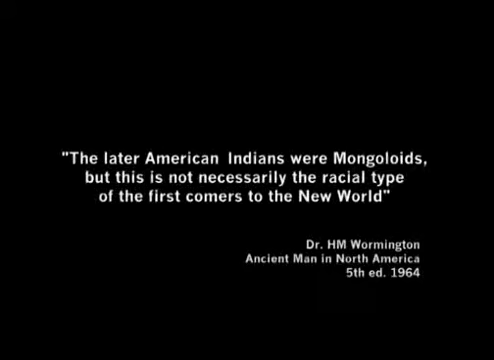 "The later American Indians were Mongoloids,
but this is not necessarily the racial type
of the first comers to the New World"
Dr. HM Wormington
Ancient Man in North America
5th ed. 1964